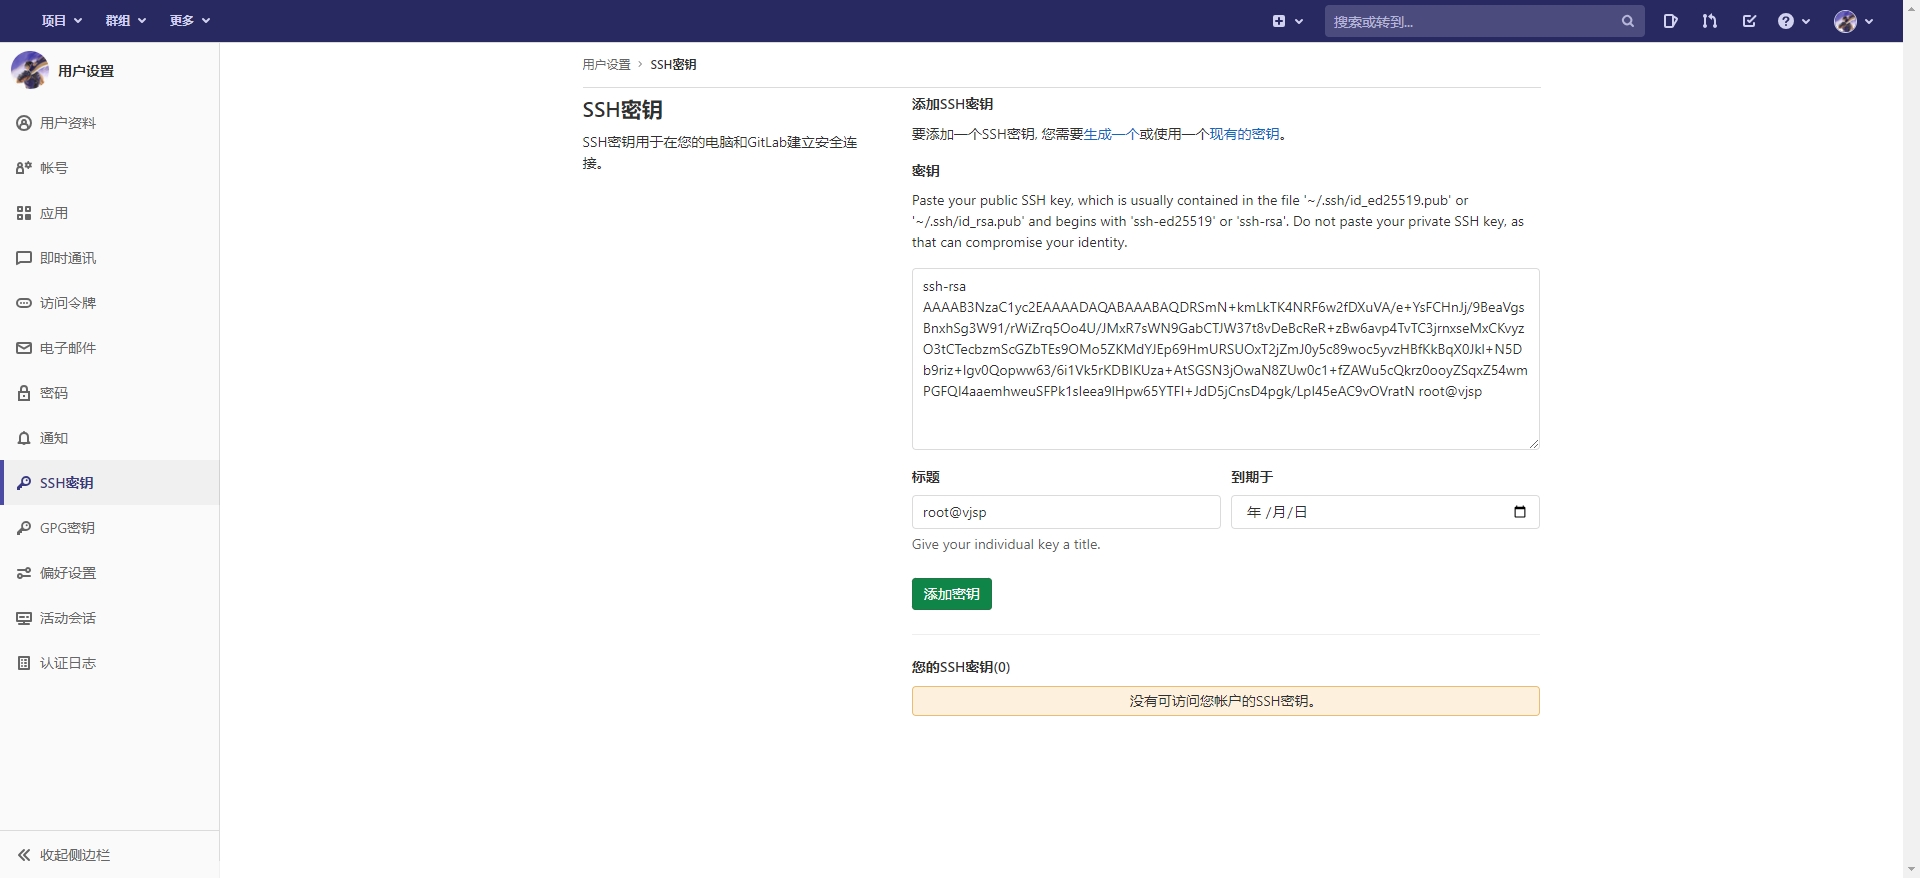 项目 群组 更多 搜索或转到...
用户设置
用户资料
帐号
应用
即时通讯
访问令牌
电子邮件
密码
通知
SSH密钥
GPG密钥
偏好设置
活动会话
认证日志
收起侧边栏
用户设置 › SSH密钥
SSH密钥
SSH密钥用于在您的电脑和GitLab建立安全连
接。
添加SSH密钥
要添加一个SSH密钥, 您需要生成一个或使用一个现有的密钥。
密钥
Paste your public SSH key, which is usually contained in the file '~/.ssh/id_ed25519.pub' or
'~/.ssh/id_rsa.pub' and begins with 'ssh-ed25519' or 'ssh-rsa'. Do not paste your private SSH key, as
that can compromise your identity.
ssh-rsa
AAAAB3NzaC1yc2EAAAADAQABAAABAQDRSmN+kmLkTK4NRF6w2fDXuVA/e+YsFCHnJj/9BeaVgs
BnxhSg3W91/rWiZrq5Oo4U/JMxR7sWN9GabCTJW37t8vDeBcReR+zBw6avp4TvTC3jrnxseMxCKvyz
O3tCTecbzmScGZbTEs9OMo5ZKMdYJEp69HmURSUOxT2jZmJ0y5c89woc5yvzHBfKkBqX0JkI+N5D
b9riz+Igv0Qopww63/6i1Vk5rKDBIKUza+AtSGSN3jOwaN8ZUw0c1+fZAWu5cQkrz0ooyZSqxZ54wm
PGFQI4aaemhweuSFPk1sIeea9lHpw65YTFI+JdD5jCnsD4pgk/LpI45eAC9vOVratN root@vjsp
标题
root@vjsp
Give your individual key a title.
到期于
年 /月/日
添加密钥
您的SSH密钥(0)
没有可访问您帐户的SSH密钥。